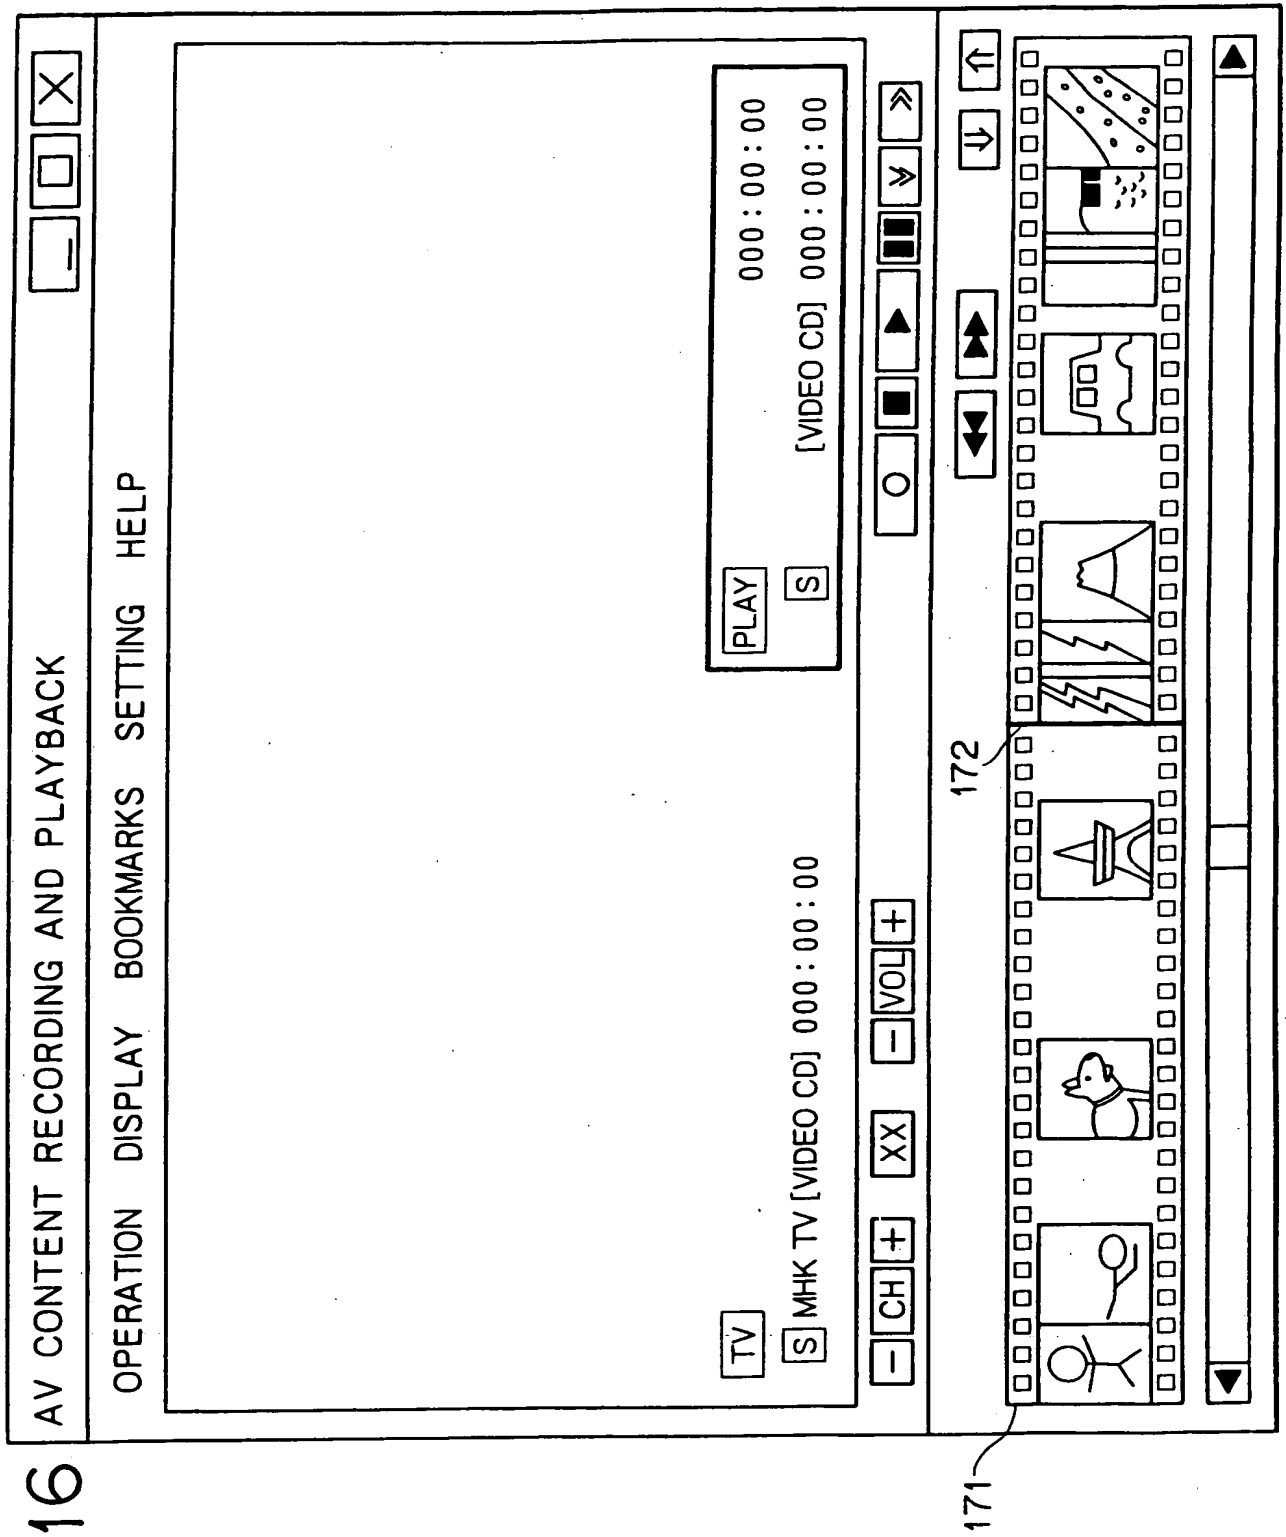 16
AV CONTENT RECORDING AND PLAYBACK
OPERATION DISPLAY BOOKMARKS SETTING HELP
TV
S MHK TV [VIDEO CD] 000:00:00
PLAY 000:00:00
S [VIDEO CD] 000:00:00
− CH + XX − VOL +
172
171